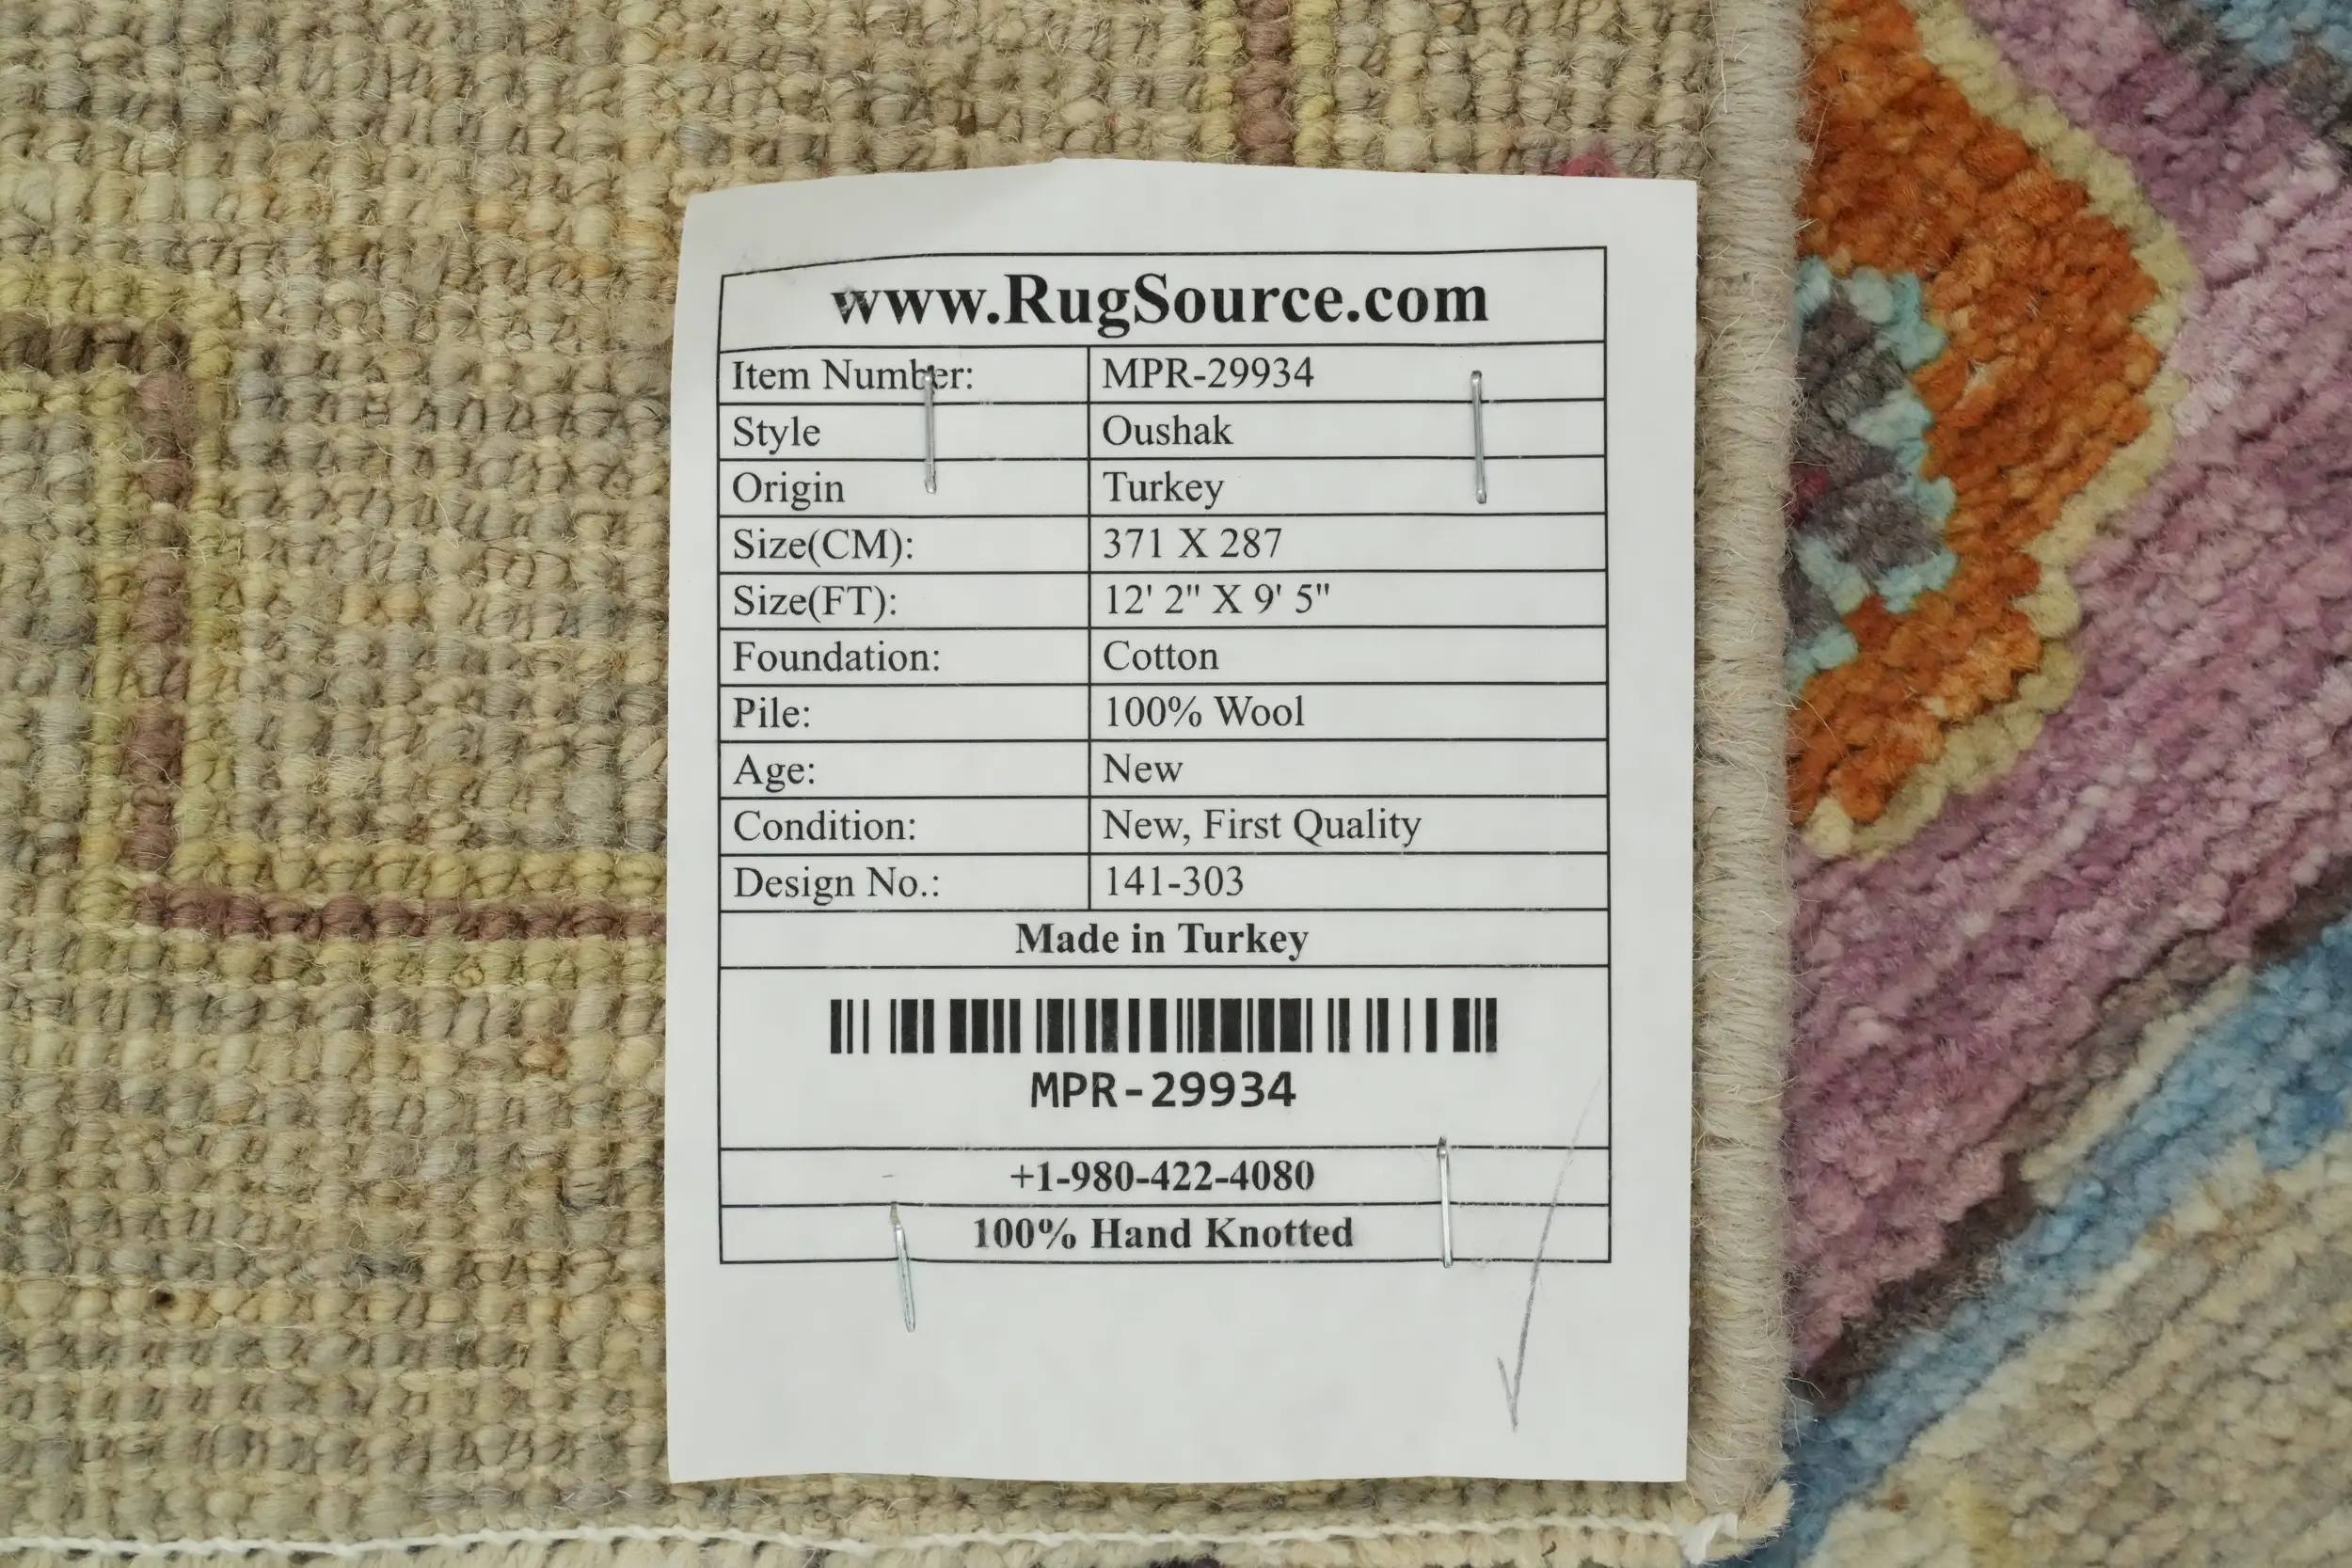 www.RugSource.com
Item Number: MPR-29934
Style Oushak
Origin Turkey
Size(CM): 371 X 287
Size(FT): 12' 2" X 9' 5"
Foundation: Cotton
Pile: 100% Wool
Age: New
Condition: New, First Quality
Design No.: 141-303
Made in Turkey
MPR-29934
+1-980-422-4080
100% Hand Knotted